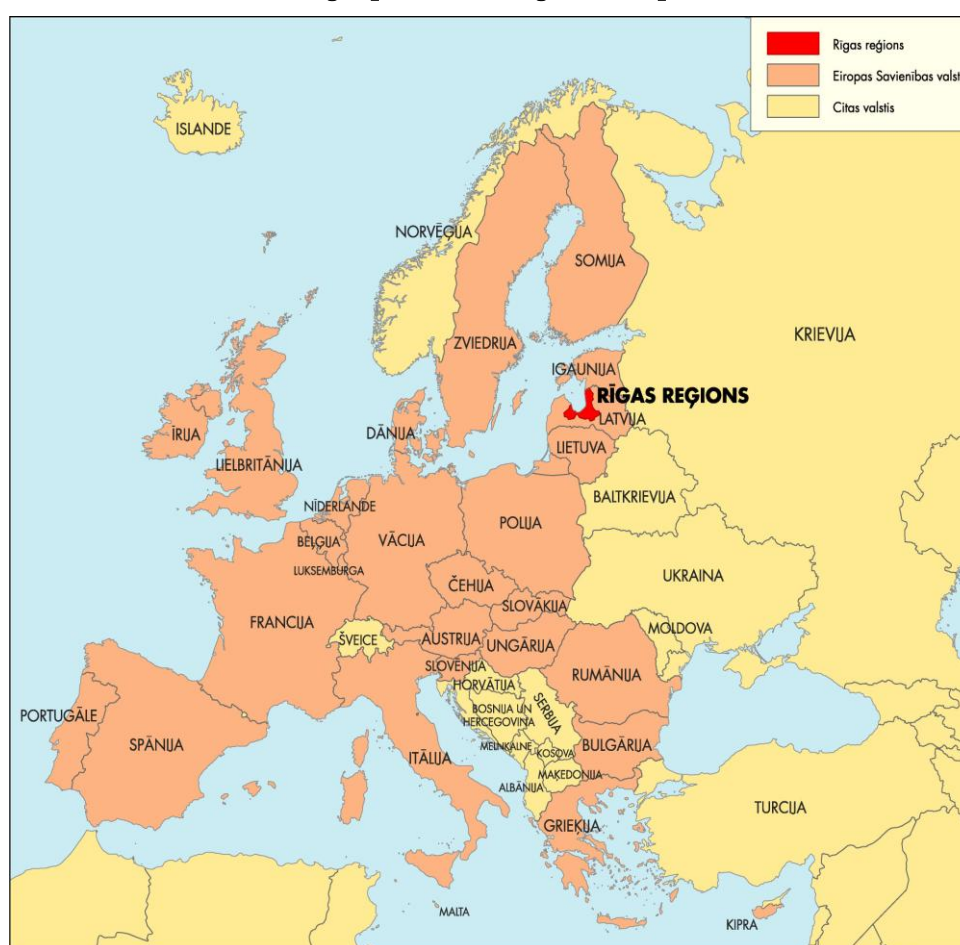 Rīgas reģions
Eiropas Savienības valst
Citas valstis
ISLANDE
NORVĒĢIJA
SOMIJA
KRIEVIJA
ZVIEDRIJA
IGAUNIJA
RĪGAS REĢIONS
LATVIJA
ĪRIJA
DĀNIJA
LIETUVA
LIELBRITĀNIJA
BALTKRIEVIJA
NĪDERLANDE
POLIJA
BEĻĢIJA
VĀCIJA
LUKSEMBURGA
UKRAINA
ČEHIJA
SLOVĀKIJA
FRANCIJA
MOLDOVA
ŠVEICE
AUSTRIJA
UNGĀRIJA
SLOVĒNIJA
RUMĀNIJA
HORVĀTIJA
SERBIJA
BOSNIJA UN
HERCEGOVINA
PORTUGĀLE
SPĀNIJA
BULGĀRIJA
MELNKALNE
KOSOVA
ITĀLIJA
MAĶEDONIJA
ALBĀNIJA
TURCIJA
GRIEĶIJA
MALTA
KIPRA